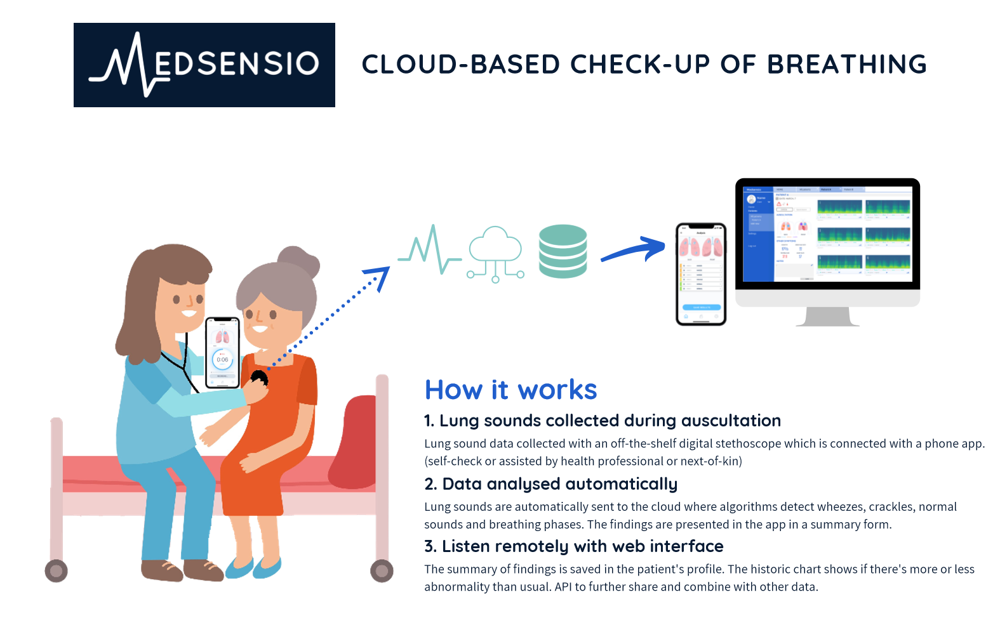 MEDSENSIO
CLOUD-BASED CHECK-UP OF BREATHING
0:06
How it works
1. Lung sounds collected during auscultation
Lung sound data collected with an off-the-shelf digital stethoscope which is connected with a phone app.
(self-check or assisted by health professional or next-of-kin)
2. Data analysed automatically
Lung sounds are automatically sent to the cloud where algorithms detect wheezes, crackles, normal
sounds and breathing phases. The findings are presented in the app in a summary form.
3. Listen remotely with web interface
The summary of findings is saved in the patient's profile. The historic chart shows if there's more or less
abnormality than usual. API to further share and combine with other data.